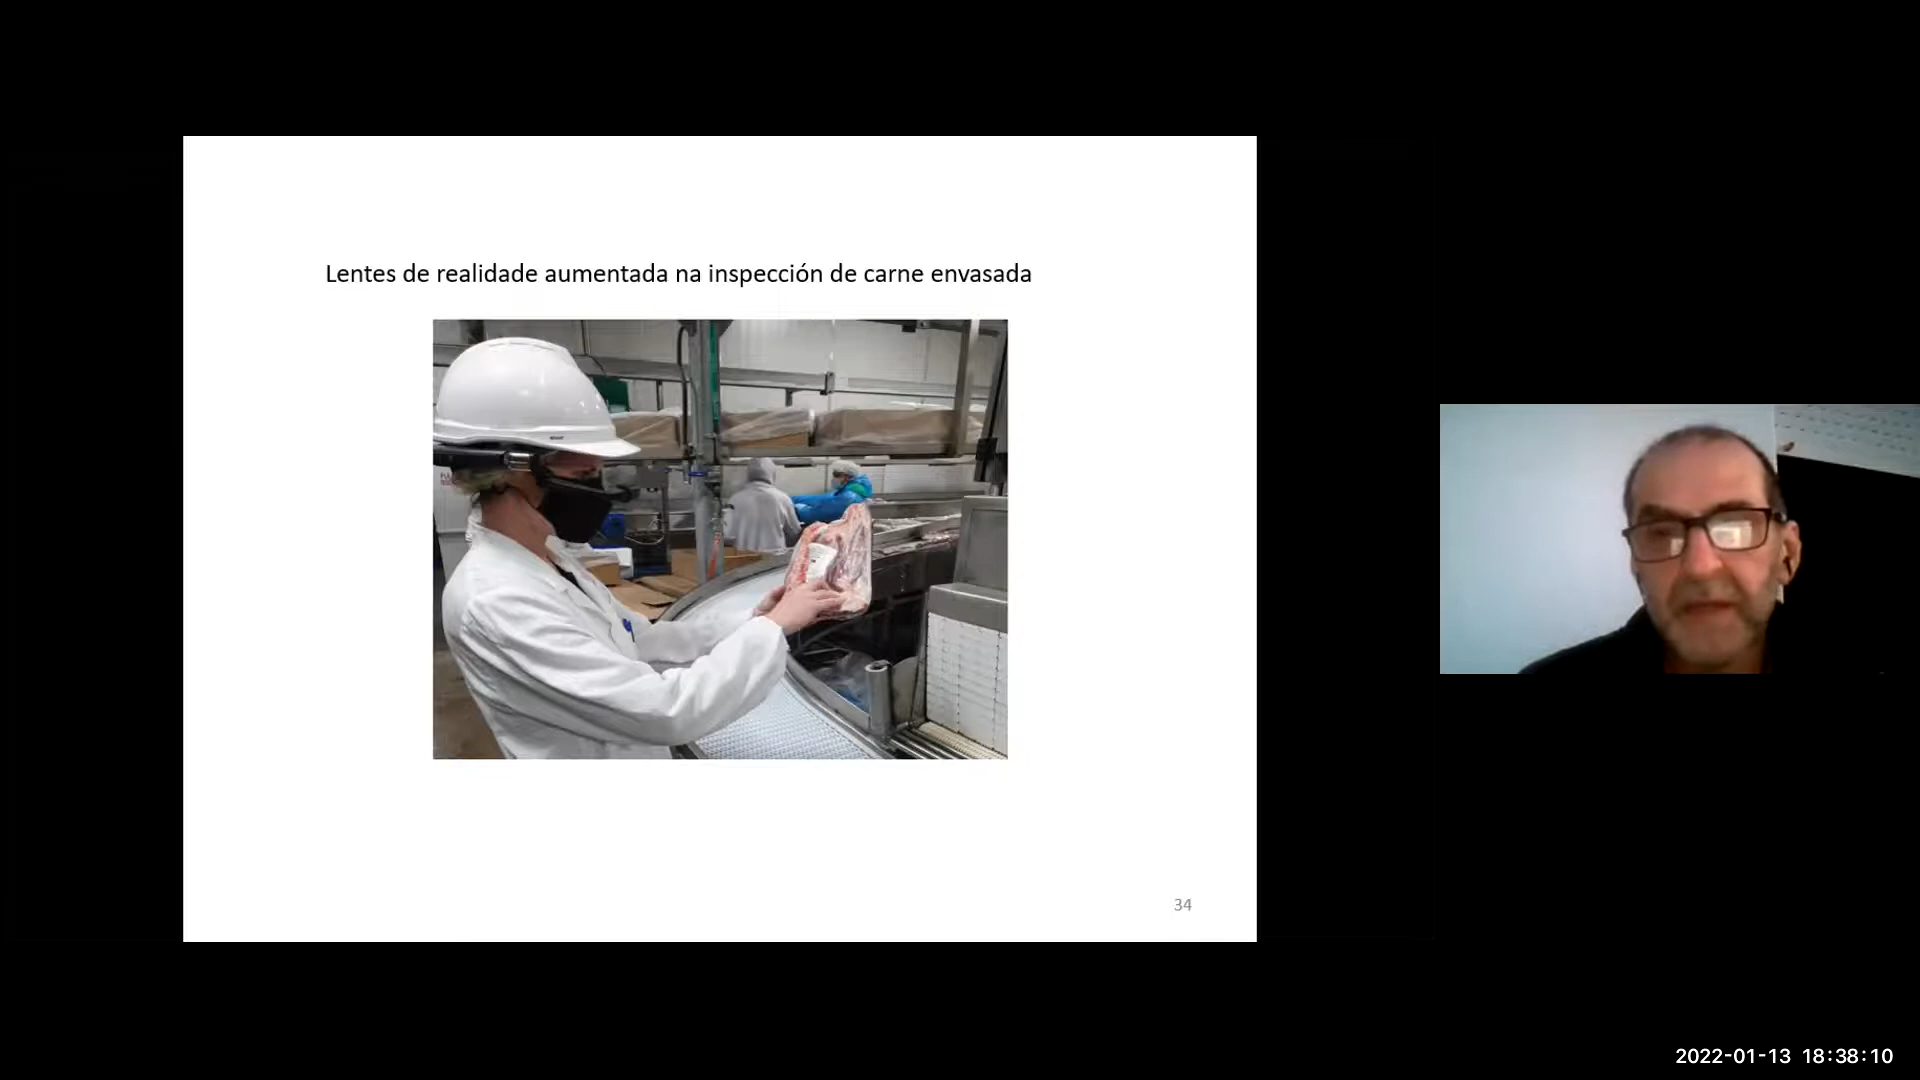 Lentes de realidade aumentada na inspección de carne envasada
34
2022-01-13 18:38:10